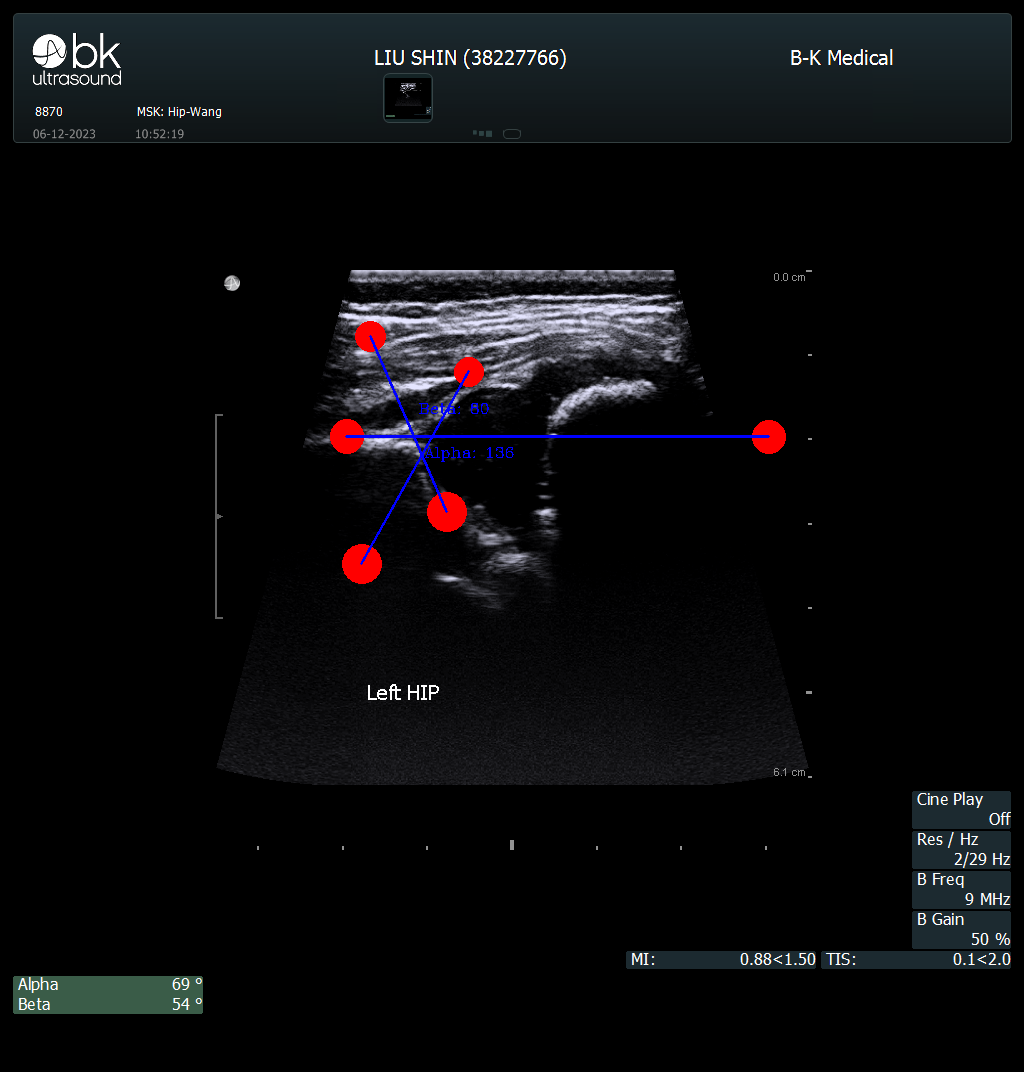 bk
ultrasound
LIU SHIN (38227766)
B-K Medical
8870
MSK: Hip-Wang
06-12-2023
10:52:19
0.0 cm
Beta: 60
Alpha: 136
Left HIP
6.1 cm
Cine Play
Off
Res / Hz
2/29 Hz
B Freq
9 MHz
B Gain
50 %
MI: 0.88<1.50
TIS: 0.1<2.0
Alpha 69 º
Beta 54 º